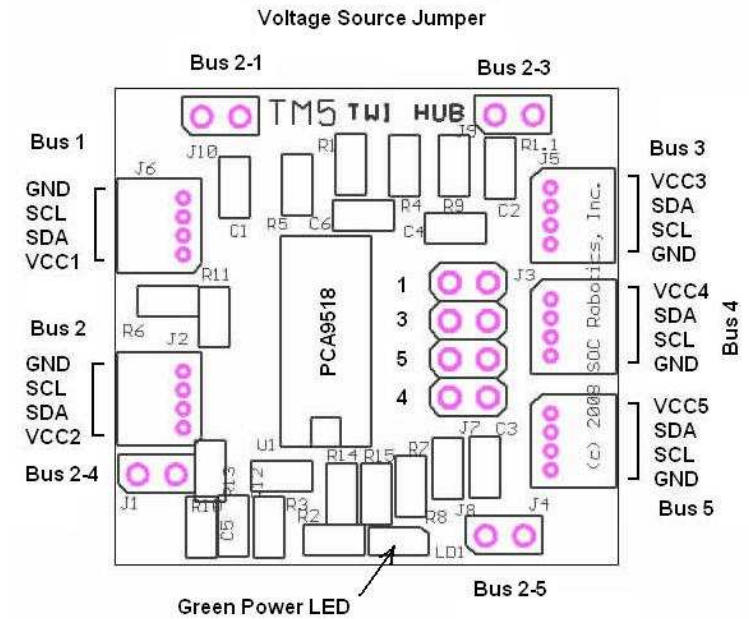 Voltage Source Jumper
Bus 2-1
Bus 2-3
TM5 TWI HUB
Bus 1
Bus 3
J10
R1
J9
R1.1
J6
J5
GND
SCL
SDA
VCC1
VCC3
SDA
SCL
GND
C1
R5
C6
R4
C4
R9
C2
R11
J3
1
3
5
4
PCA9518
VCC4
SDA
SCL
GND
Bus 4
R6
J2
Bus 2
GND
SCL
SDA
VCC2
VCC5
SDA
SCL
GND
(c) 2008 SOC Robotics, Inc.
U1
J7
C3
Bus 2-4
R13
R14
R15
R7
J1
R10
C5
R3
R2
R8
J8
J4
Bus 5
LD1
Bus 2-5
Green Power LED